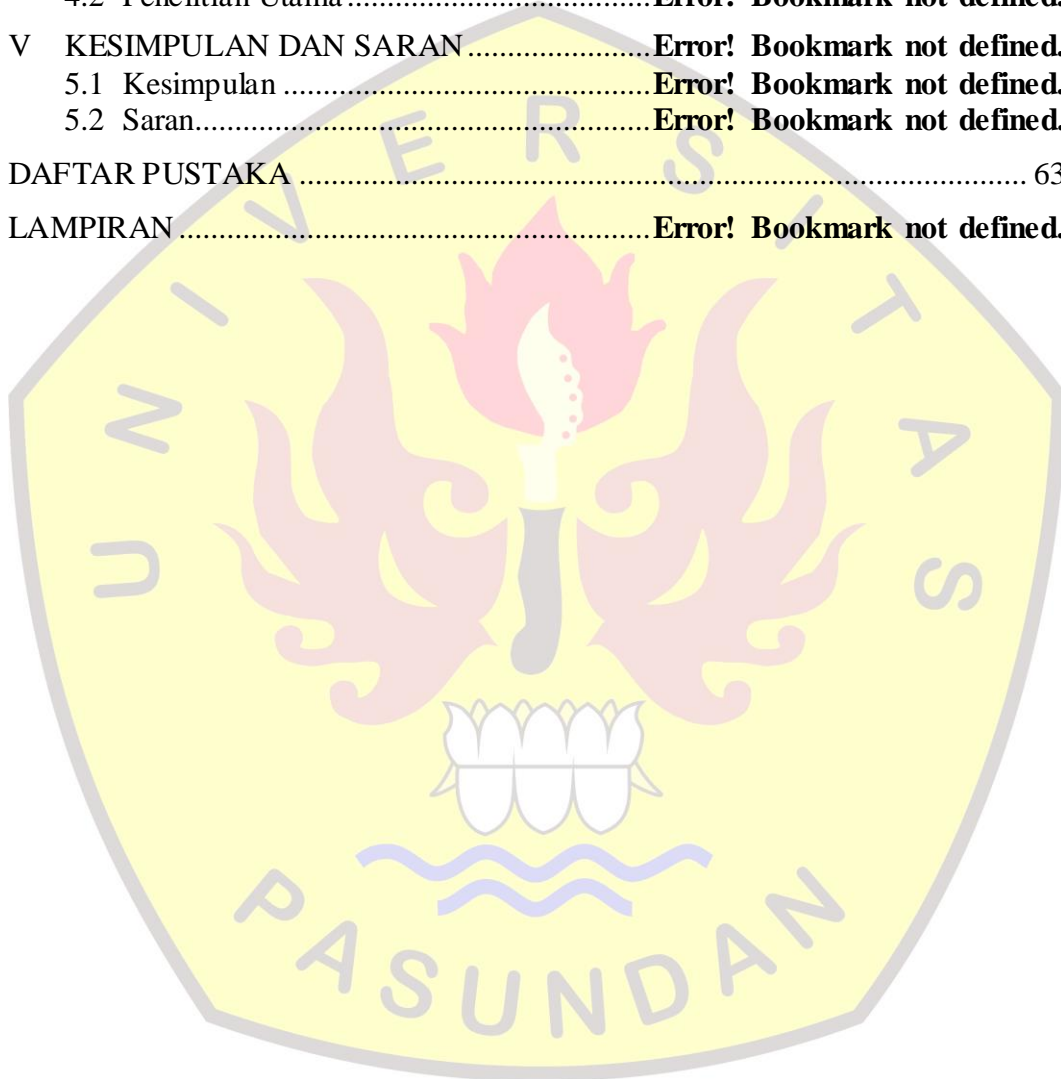 4.2 Penelitian Utama ................................................ Error! Bookmark not defined.
V KESIMPULAN DAN SARAN ............................. Error! Bookmark not defined.
5.1 Kesimpulan .......................................................... Error! Bookmark not defined.
5.2 Saran........................................................................ Error! Bookmark not defined.
DAFTAR PUSTAKA ........................................................................................................... 63
LAMPIRAN ........................................................................... Error! Bookmark not defined.
UNIVERSITAS
PASUNDAN